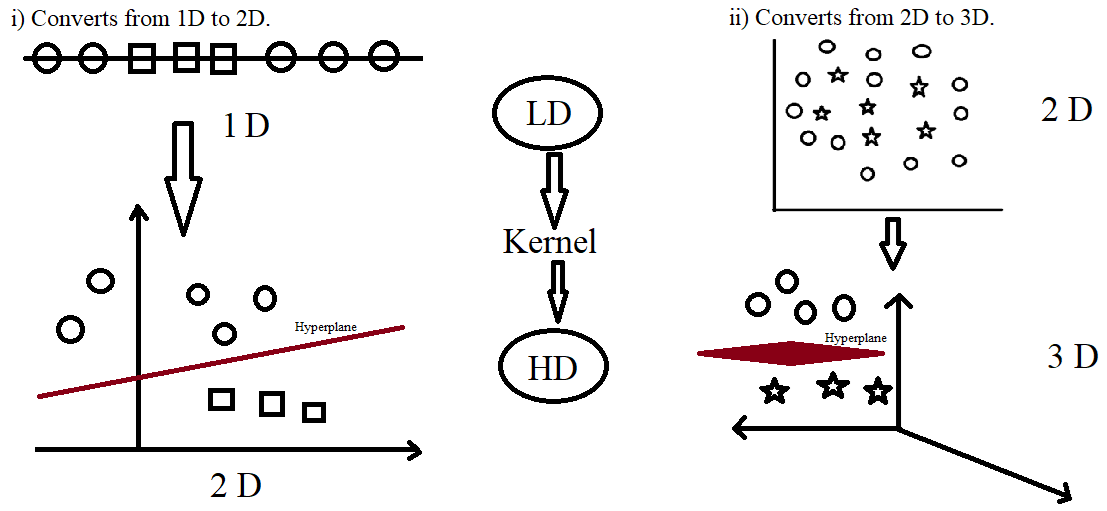 i) Converts from 1D to 2D.
1 D
Hyperplane
2 D
LD
Kernel
HD
ii) Converts from 2D to 3D.
2 D
Hyperplane
3 D